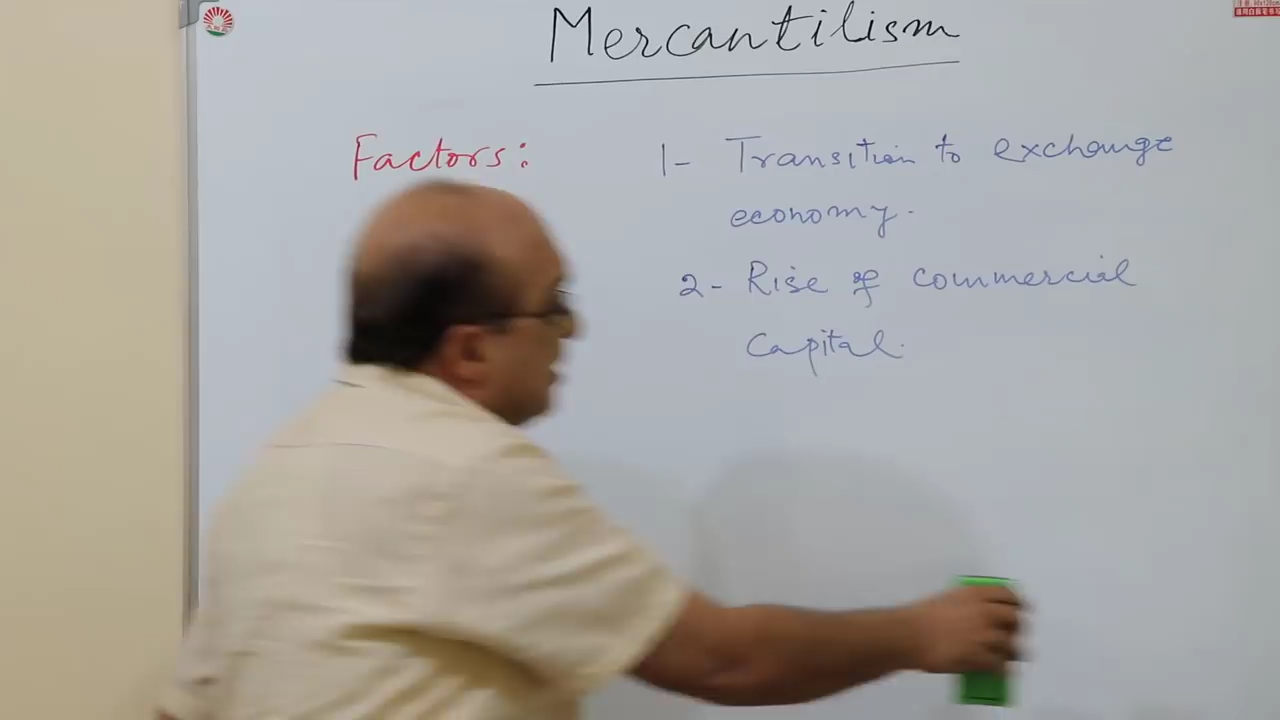 Mercantilism
Factors:
1- Transition to exchange
economy.
2- Rise of commercial
Capital.